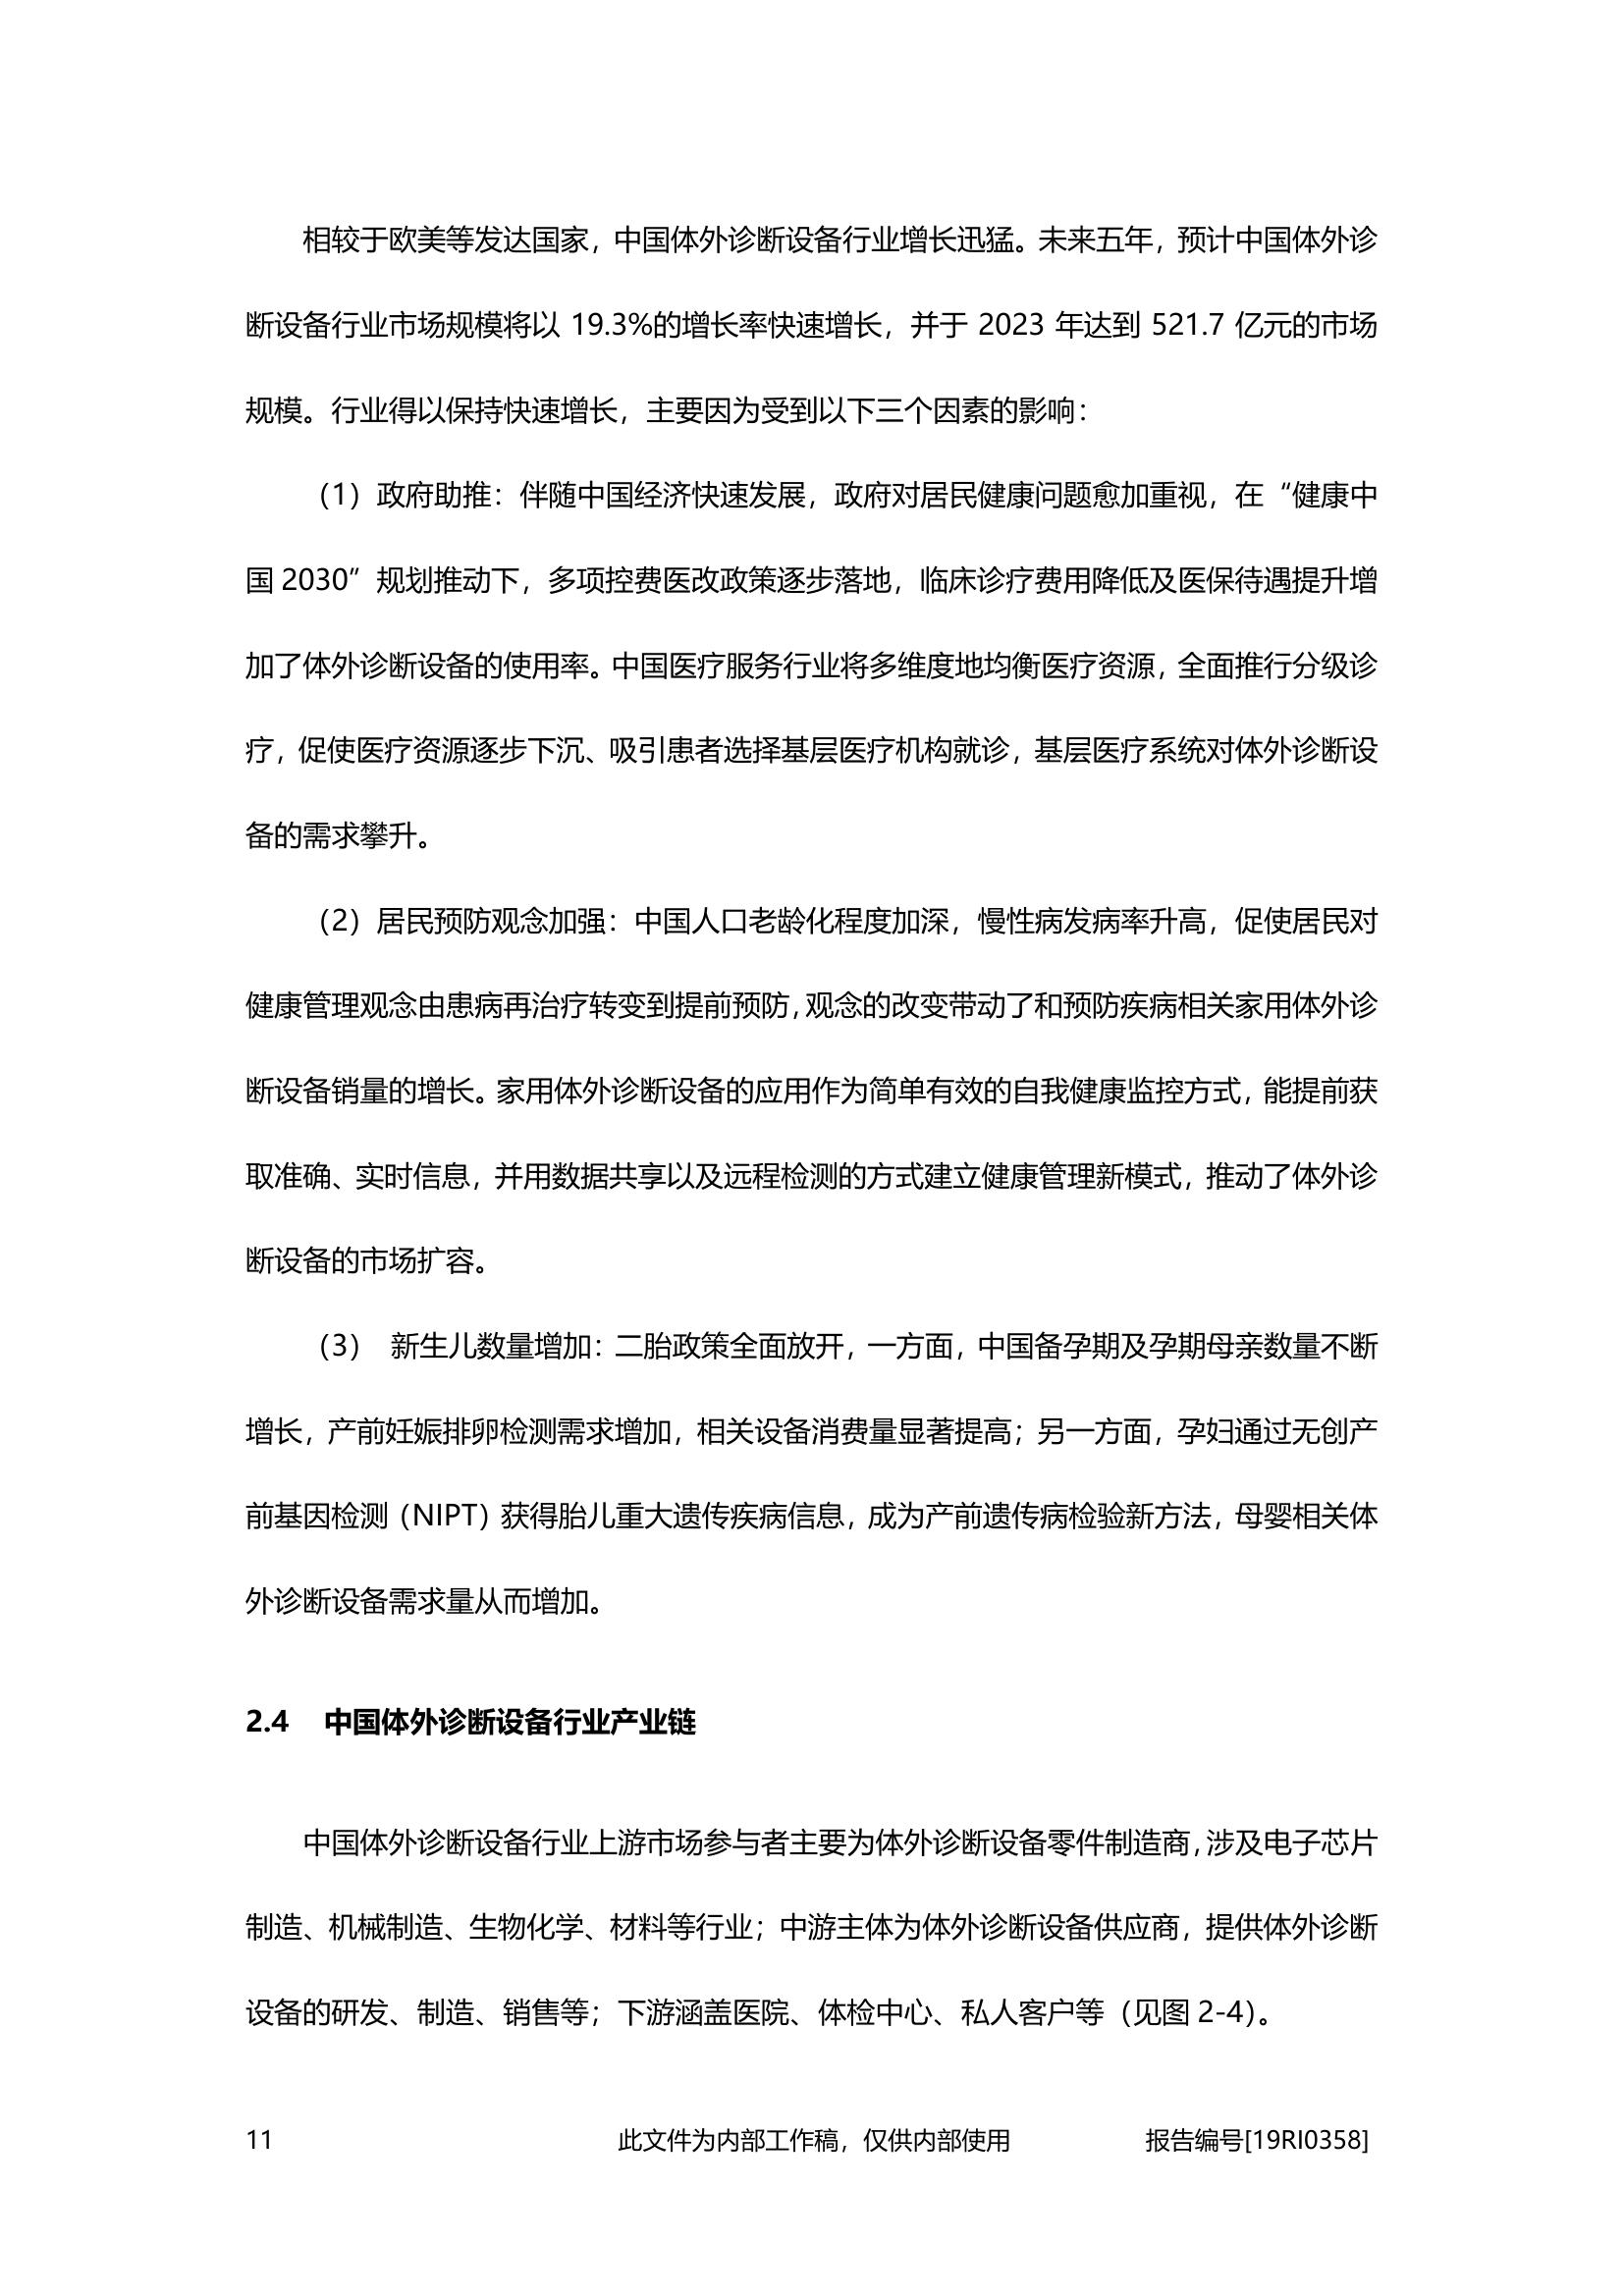 相较于欧美等发达国家，中国体外诊断设备行业增长迅猛。未来五年，预计中国体外诊
断设备行业市场规模将以 19.3%的增长率快速增长，并于 2023 年达到 521.7 亿元的市场
规模。行业得以保持快速增长，主要因为受到以下三个因素的影响：
（1）政府助推：伴随中国经济快速发展，政府对居民健康问题愈加重视，在“健康中
国 2030”规划推动下，多项控费医改政策逐步落地，临床诊疗费用降低及医保待遇提升增
加了体外诊断设备的使用率。中国医疗服务行业将多维度地均衡医疗资源，全面推行分级诊
疗，促使医疗资源逐步下沉、吸引患者选择基层医疗机构就诊，基层医疗系统对体外诊断设
备的需求攀升。
（2）居民预防观念加强：中国人口老龄化程度加深，慢性病发病率升高，促使居民对
健康管理观念由患病再治疗转变到提前预防，观念的改变带动了和预防疾病相关家用体外诊
断设备销量的增长。家用体外诊断设备的应用作为简单有效的自我健康监控方式，能提前获
取准确、实时信息，并用数据共享以及远程检测的方式建立健康管理新模式，推动了体外诊
断设备的市场扩容。
（3） 新生儿数量增加：二胎政策全面放开，一方面，中国备孕期及孕期母亲数量不断
增长，产前妊娠排卵检测需求增加，相关设备消费量显著提高；另一方面，孕妇通过无创产
前基因检测（NIPT）获得胎儿重大遗传疾病信息，成为产前遗传病检验新方法，母婴相关体
外诊断设备需求量从而增加。
2.4 中国体外诊断设备行业产业链
中国体外诊断设备行业上游市场参与者主要为体外诊断设备零件制造商，涉及电子芯片
制造、机械制造、生物化学、材料等行业；中游主体为体外诊断设备供应商，提供体外诊断
设备的研发、制造、销售等；下游涵盖医院、体检中心、私人客户等（见图 2-4）。
11 此文件为内部工作稿，仅供内部使用 报告编号[19RI0358]